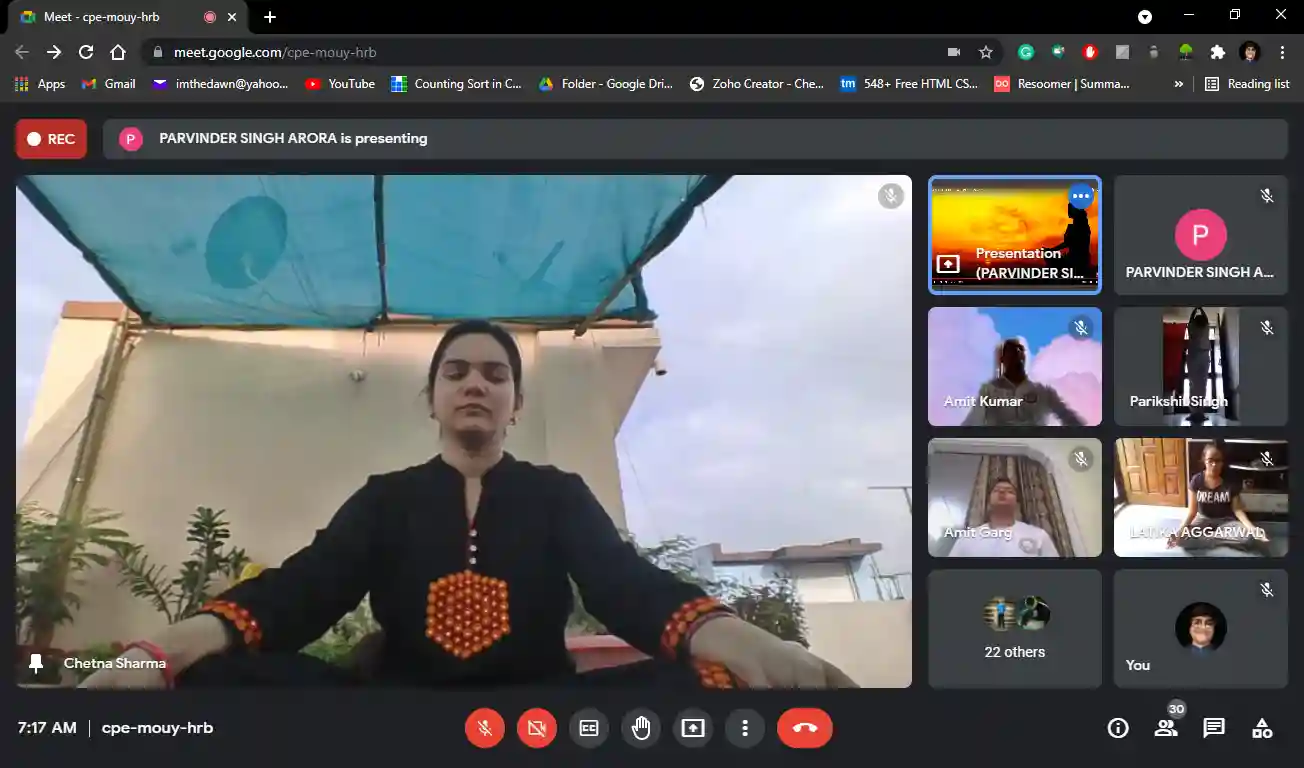 Meet - cpe-mouy-hrb
meet.google.com/cpe-mouy-hrb
Apps
Gmail
imthedawn@yahoo...
YouTube
Counting Sort in C...
Folder - Google Dri...
Zoho Creator - Che...
tm
548+ Free HTML CS...
Resoomer | Summa...
»
Reading list
REC
P
PARVINDER SINGH ARORA is presenting
Presentation
(PARVINDER SI...
P
PARVINDER SINGH A...
Amit Kumar
Parikshit Singh
Amit Garg
DREAM
LATIKA AGGARWAL
Chetna Sharma
22 others
You
7:17 AM | cpe-mouy-hrb
CC
30